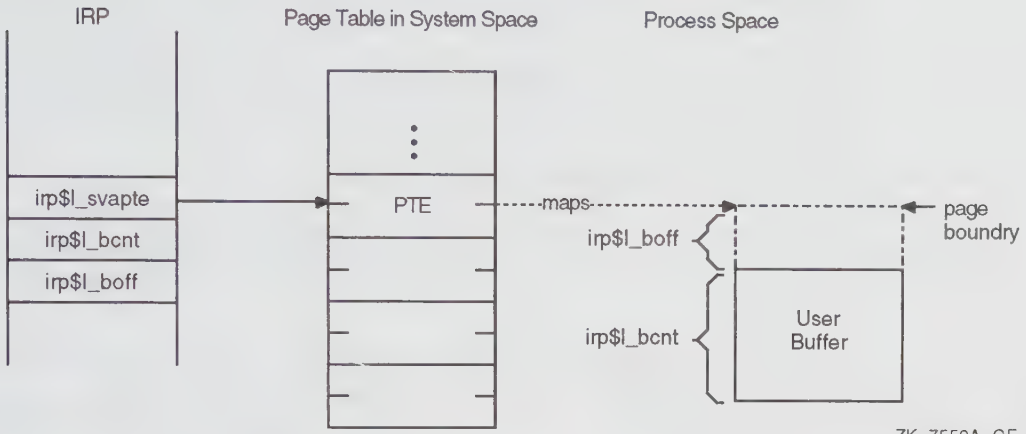 IRP
Page Table in System Space
Process Space
irp$l_svapte
irp$l_bcnt
irp$l_boff
PTE
maps
page
boundry
irp$l_boff
irp$l_bcnt
User
Buffer